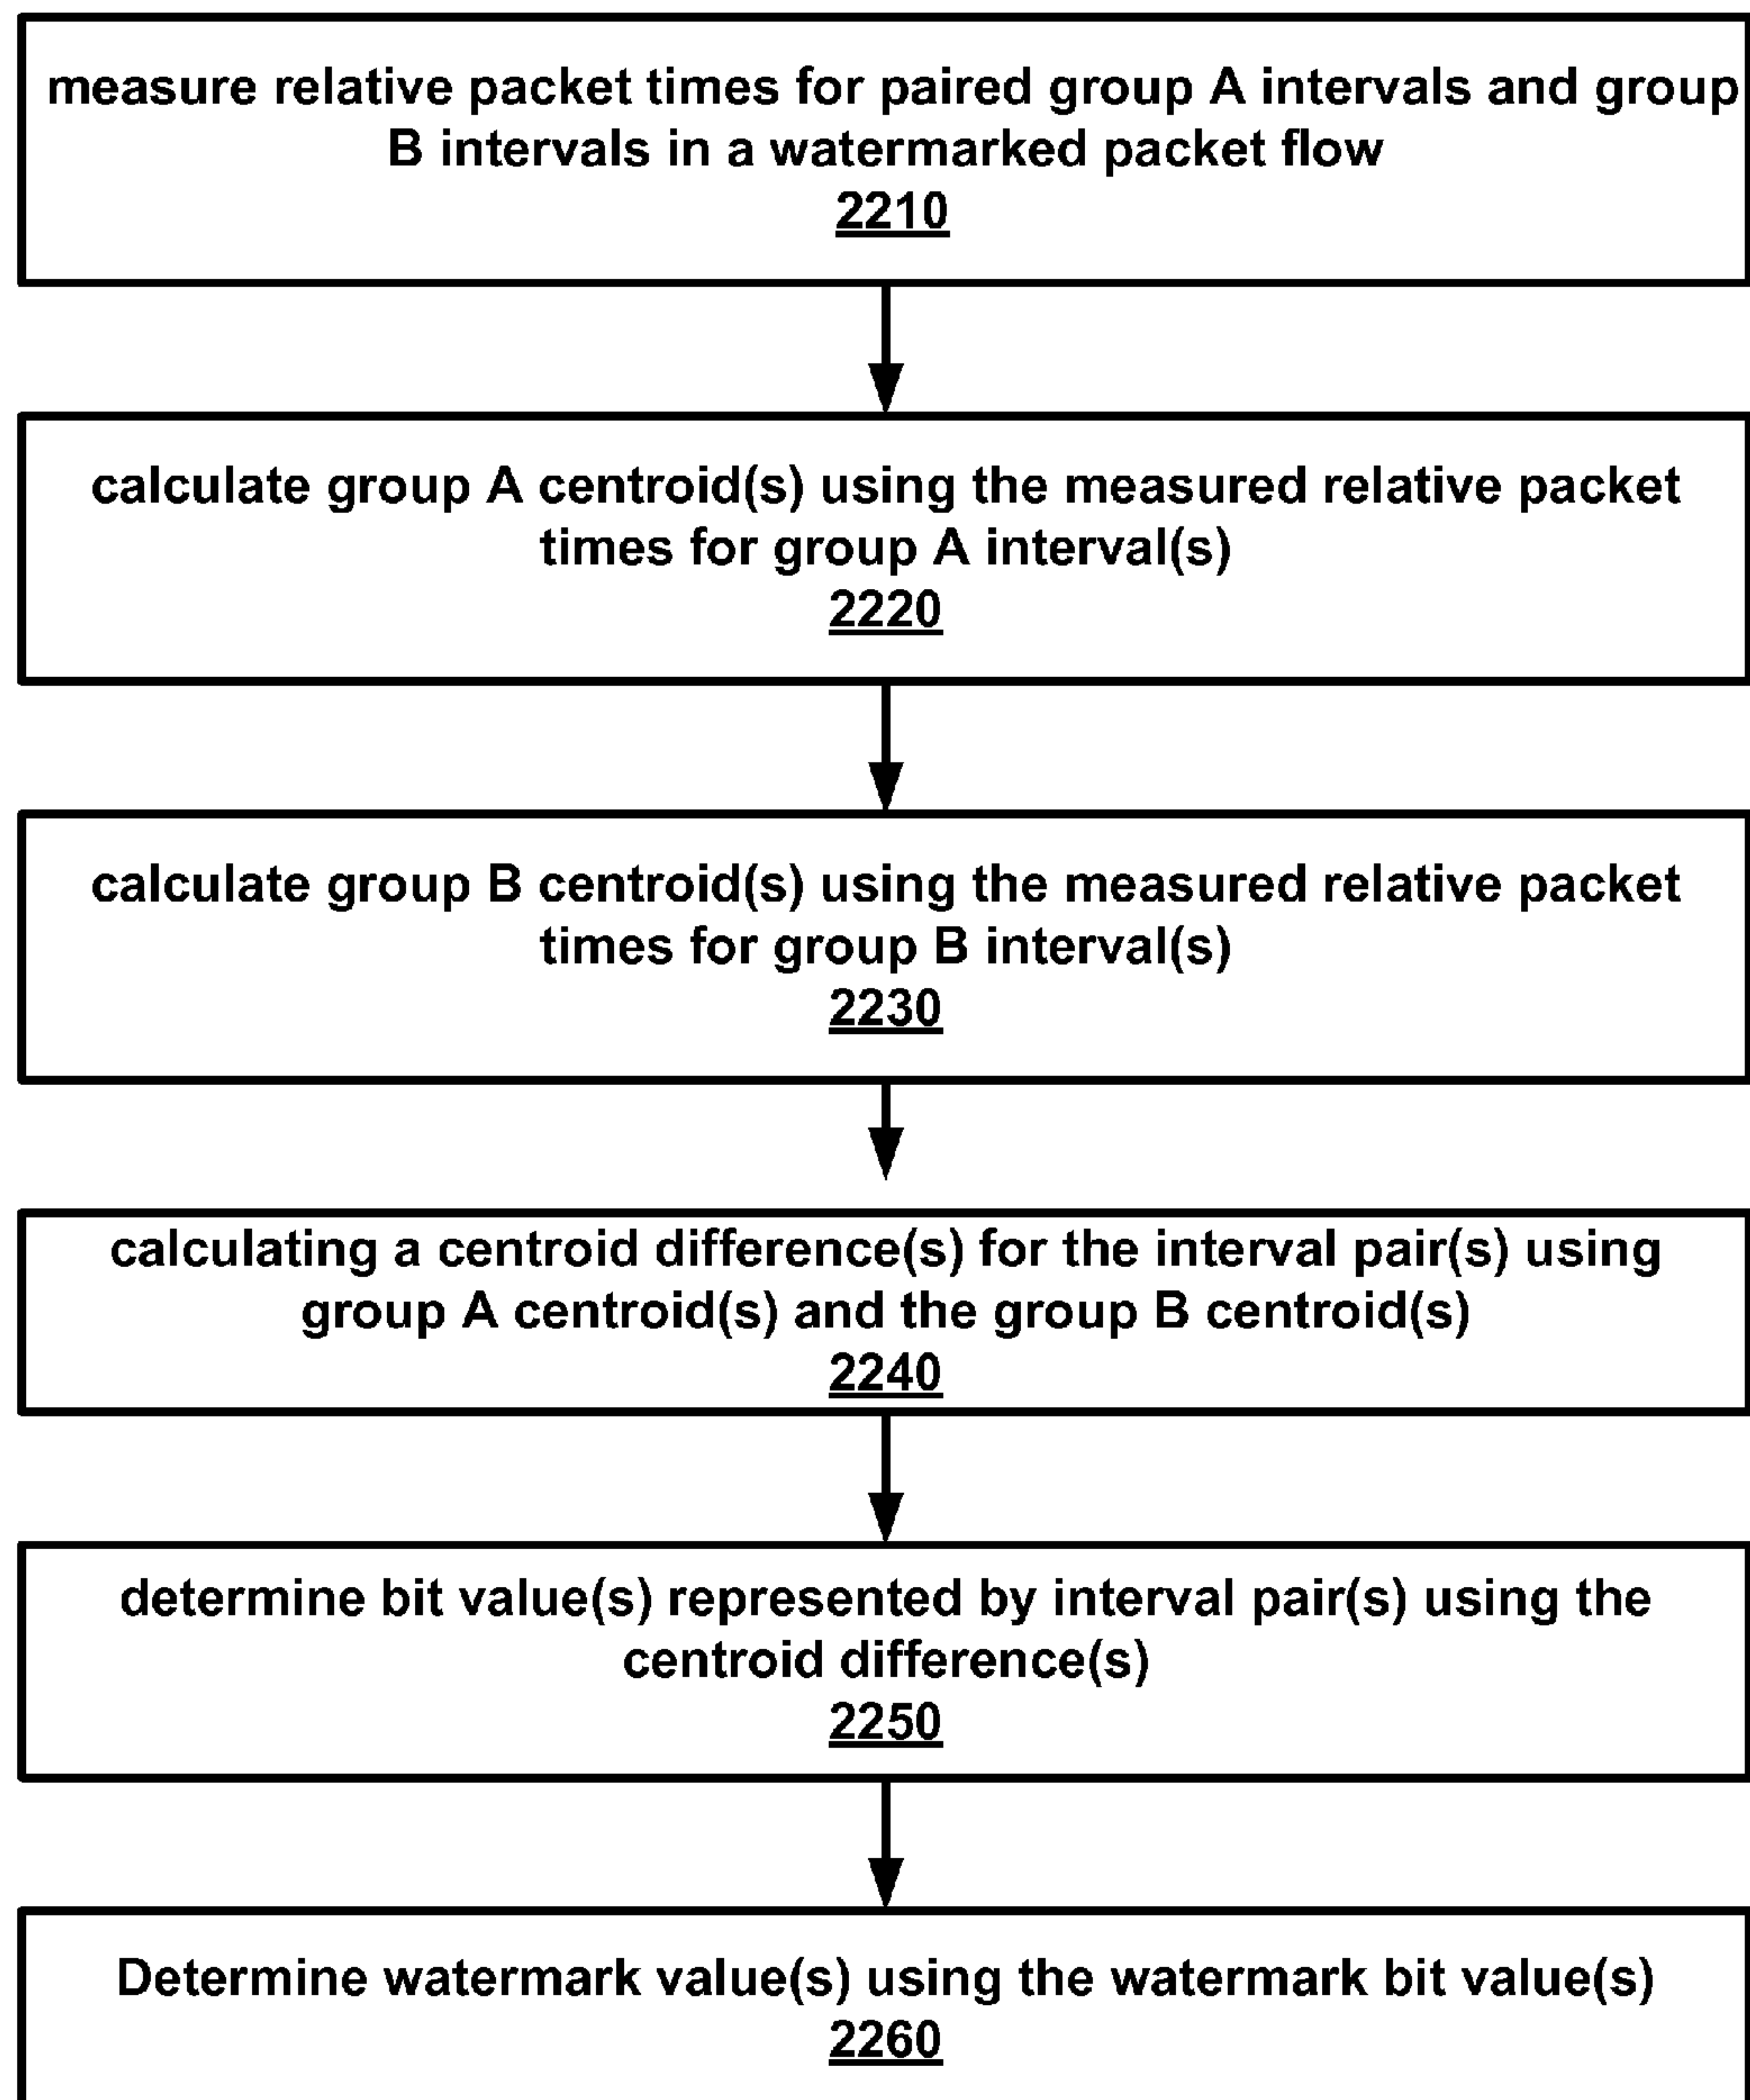 measure relative packet times for paired group A intervals and group
B intervals in a watermarked packet flow
2210
calculate group A centroid(s) using the measured relative packet
times for group A interval(s)
2220
calculate group B centroid(s) using the measured relative packet
times for group B interval(s)
2230
calculating a centroid difference(s) for the interval pair(s) using
group A centroid(s) and the group B centroid(s)
2240
determine bit value(s) represented by interval pair(s) using the
centroid difference(s)
2250
Determine watermark value(s) using the watermark bit value(s)
2260